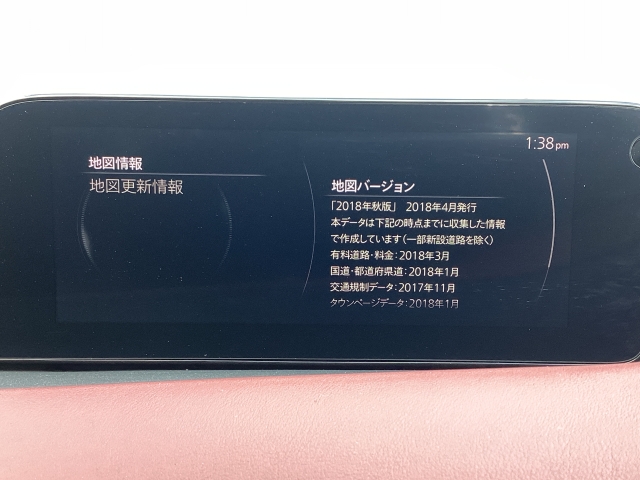 1:38 pm
地図情報
地図更新情報
地図バージョン
「2018年秋版」 2018年4月発行
本データは下記の時点までに収集した情報
で作成しています(一部新設道路を除く)
有料道路・料金:2018年3月
国道・都道府県道:2018年1月
交通規制データ:2017年11月
タウンページデータ:2018年1月